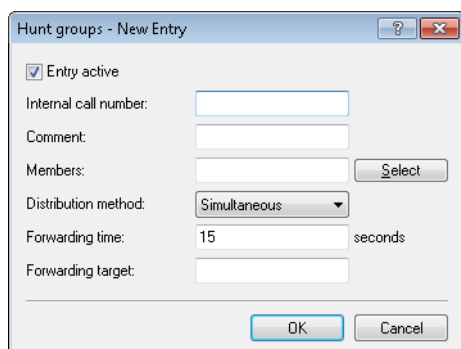 Hunt groups - New Entry
Entry active
Internal call number:
Comment:
Members: Select
Distribution method: Simultaneous
Forwarding time: 15 seconds
Forwarding target:
OK Cancel